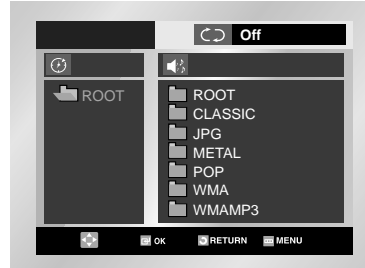 Off
ROOT
ROOT
CLASSIC
JPG
METAL
POP
WMA
WMAMP3
OK RETURN MENU